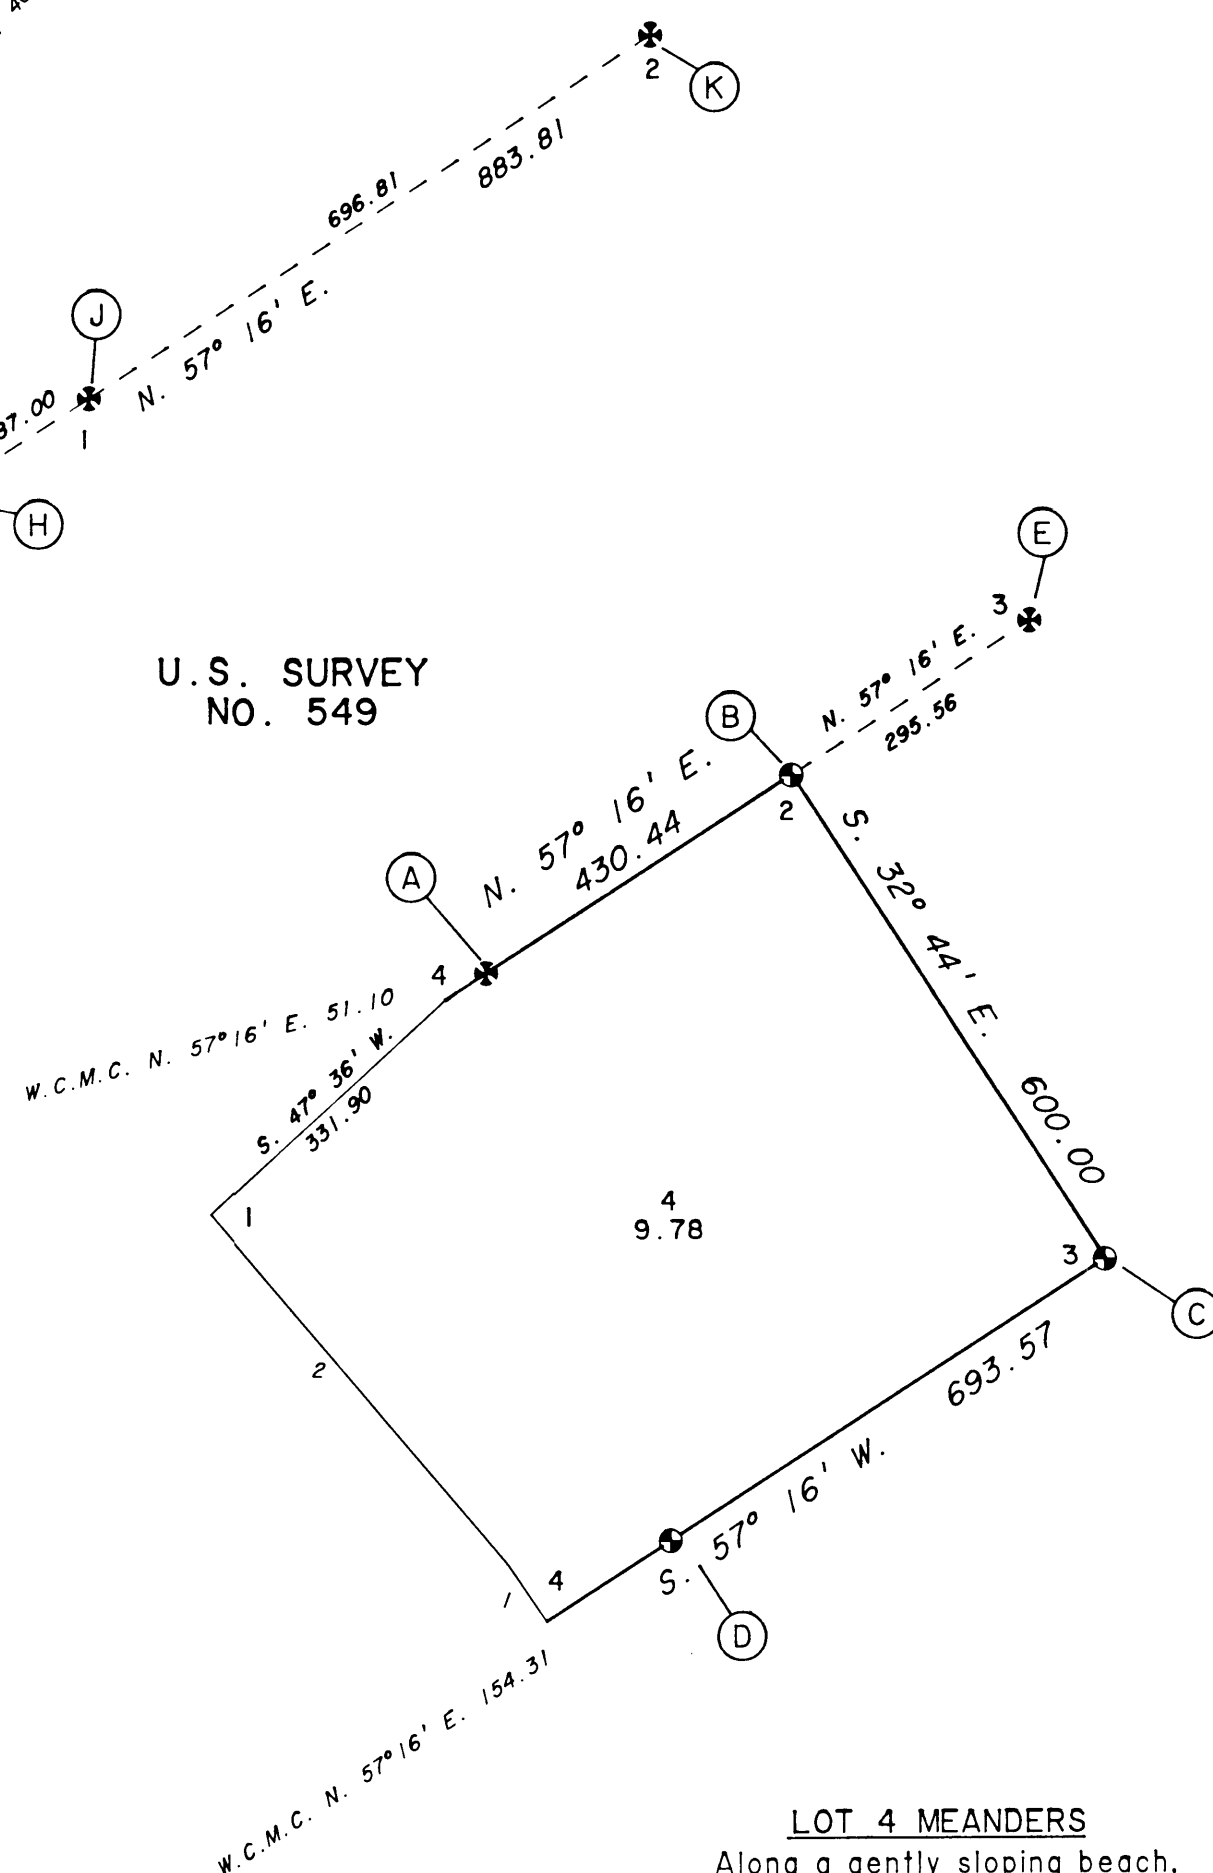 2
K
883.81
696.81
N. 57° 16' E.
J
37.00
1
H
E
3
N. 57° 16' E.
295.56
U.S. SURVEY
NO. 549
B
2
N. 57° 16' E.
430.44
S. 32° 44' E. 600.00
A
4
W.C.M.C. N. 57°16' E. 51.10
S. 47° 36' W.
331.90
1
4
9.78
3
C
2
693.57
S. 57° 16' W.
4
1
D
W.C.M.C. N. 57°16' E. 154.31
LOT 4 MEANDERS
Along a gently sloping beach.